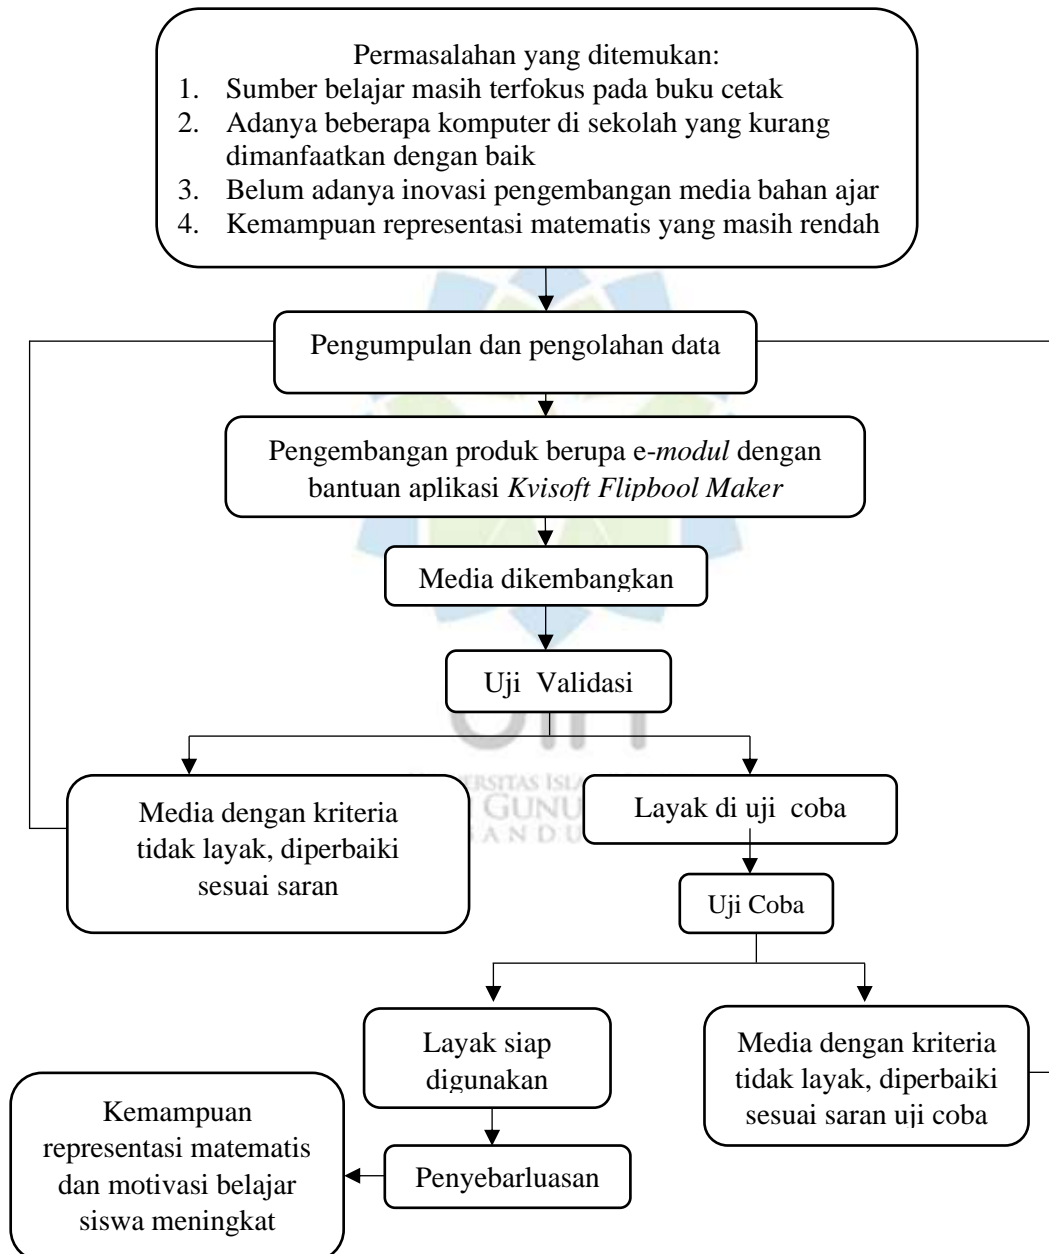 Permasalahan yang ditemukan:
1. Sumber belajar masih terfokus pada buku cetak
2. Adanya beberapa komputer di sekolah yang kurang
dimanfaatkan dengan baik
3. Belum adanya inovasi pengembangan media bahan ajar
4. Kemampuan representasi matematis yang masih rendah
Pengumpulan dan pengolahan data
Pengembangan produk berupa e-modul dengan
bantuan aplikasi Kvisoft Flipbool Maker
Media dikembangkan
Uji Validasi
Media dengan kriteria
tidak layak, diperbaiki
sesuai saran
Layak di uji coba
Uji Coba
Layak siap
digunakan
Media dengan kriteria
tidak layak, diperbaiki
sesuai saran uji coba
Penyebarluasan
Kemampuan
representasi matematis
dan motivasi belajar
siswa meningkat